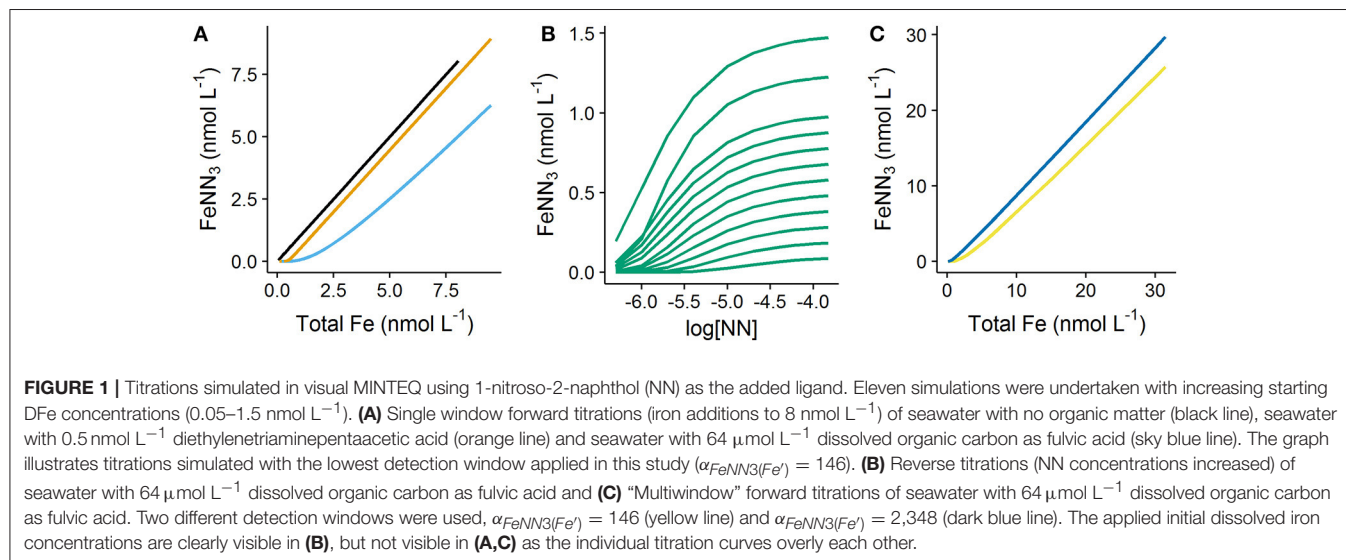 A
FeNN3 (nmol L-1)
7.5
5.0
2.5
0.0
0.0 2.5 5.0 7.5
Total Fe (nmol L-1)
B
FeNN3 (nmol L-1)
1.5
1.0
0.5
0.0
-6.0 -5.5 -5.0 -4.5 -4.0
log[NN]
C
FeNN3 (nmol L-1)
30
20
10
0
0 10 20 30
Total Fe (nmol L-1)
FIGURE 1 | Titrations simulated in visual MINTEQ using 1-nitroso-2-naphthol (NN) as the added ligand. Eleven simulations were undertaken with increasing starting
DFe concentrations (0.05–1.5 nmol L−1). (A) Single window forward titrations (iron additions to 8 nmol L−1) of seawater with no organic matter (black line), seawater
with 0.5 nmol L−1 diethylenetriaminepentaacetic acid (orange line) and seawater with 64 μmol L−1 dissolved organic carbon as fulvic acid (sky blue line). The graph
illustrates titrations simulated with the lowest detection window applied in this study (αFeNN3(Fe′) = 146). (B) Reverse titrations (NN concentrations increased) of
seawater with 64 μmol L−1 dissolved organic carbon as fulvic acid and (C) “Multiwindow” forward titrations of seawater with 64 μmol L−1 dissolved organic carbon
as fulvic acid. Two different detection windows were used, αFeNN3(Fe′) = 146 (yellow line) and αFeNN3(Fe′) = 2,348 (dark blue line). The applied initial dissolved iron
concentrations are clearly visible in (B), but not visible in (A,C) as the individual titration curves overly each other.